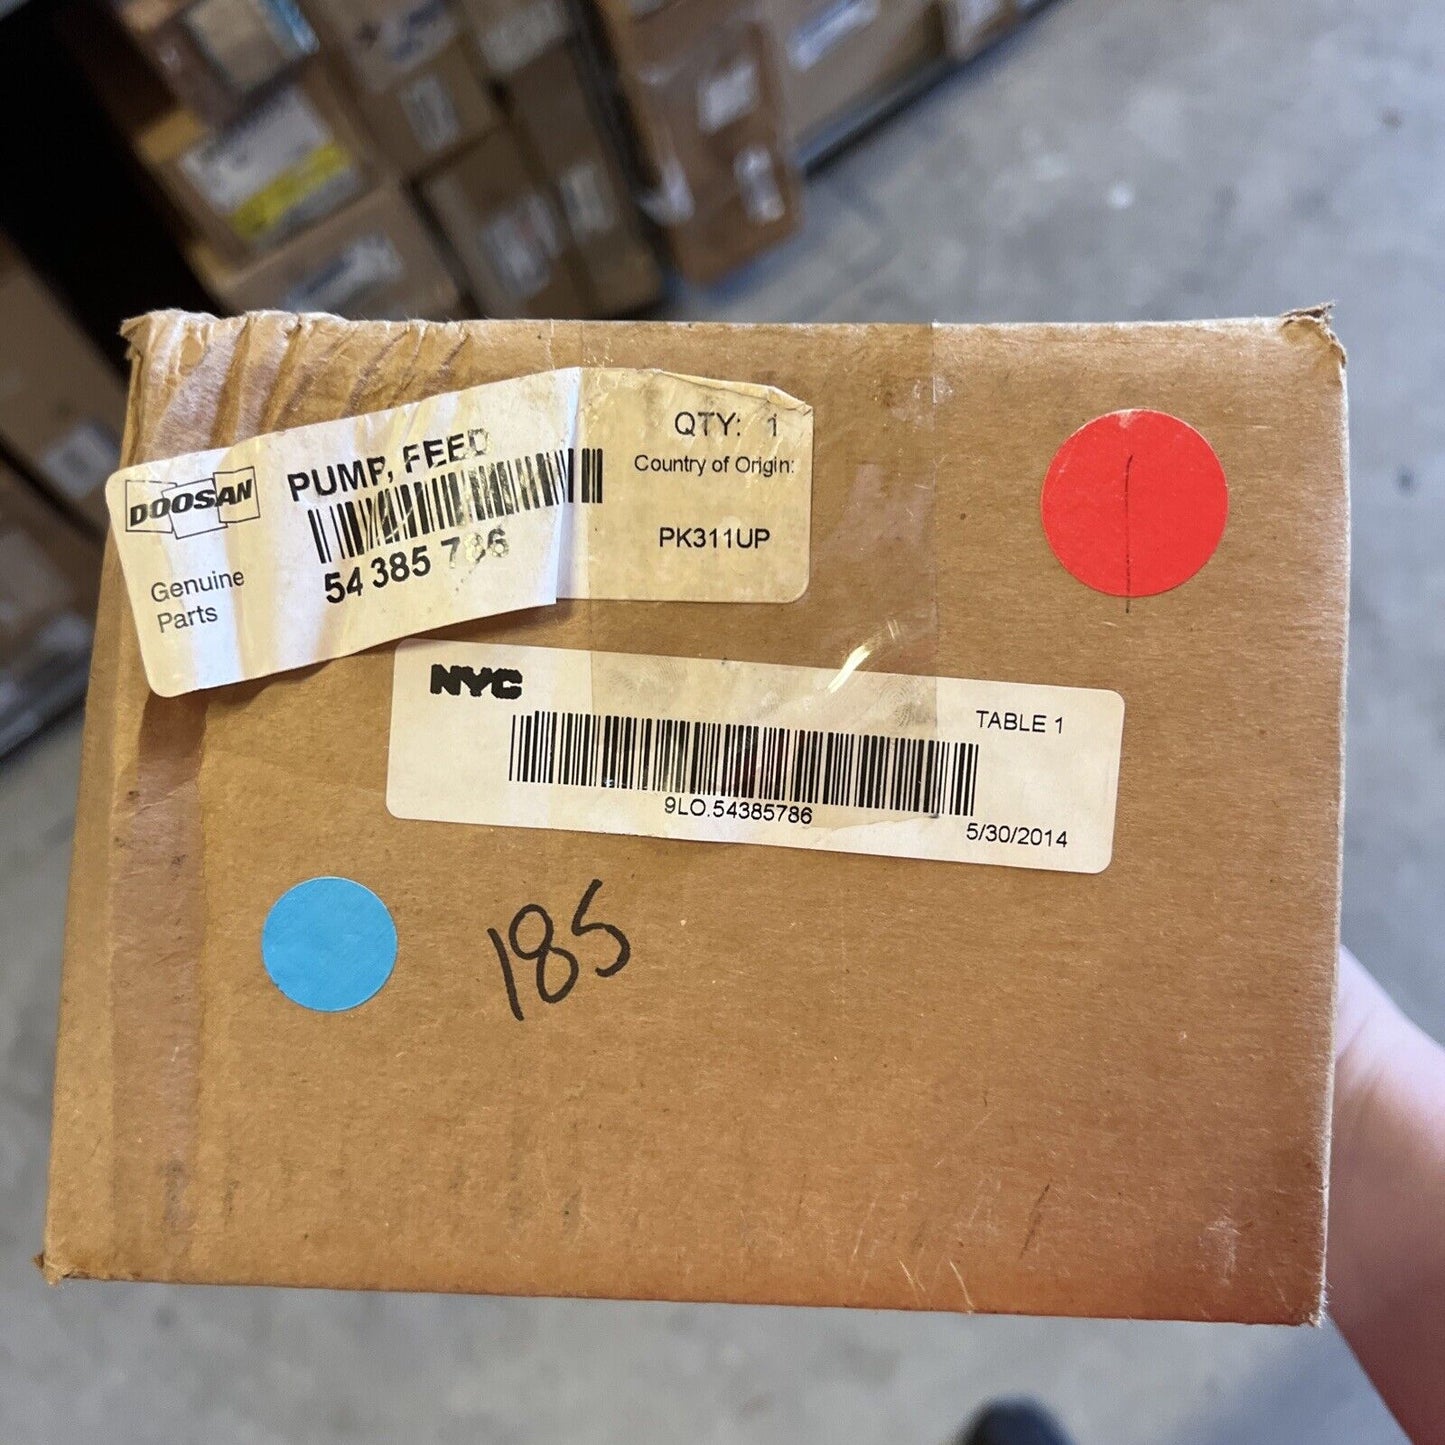 DOOSAN
Genuine
Parts
PUMP, FEED
54 385 786
QTY: 1
Country of Origin:
PK311UP
NYC
TABLE 1
9LO.54385786
5/30/2014
185